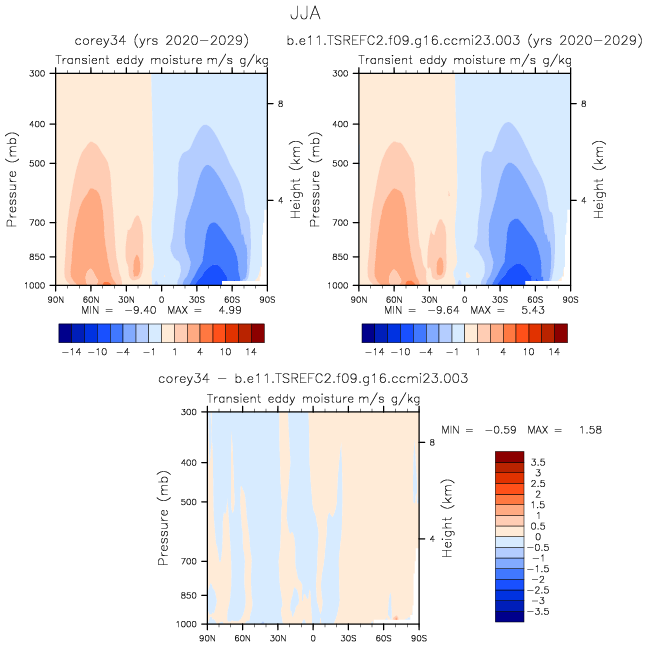 JJA
corey34 (yrs 2020-2029)
b.e11.TSREFC2.f09.g16.ccmi23.003 (yrs 2020-2029)
Transient eddy moisture m/s g/kg
Transient eddy moisture m/s g/kg
300
400
500
700
850
1000
Pressure (mb)
8
4
Height (km)
90N 60N 30N 0 30S 60S 90S
MIN = -9.40 MAX = 4.99
-14 -10 -6 -4 -1 1 4 6 10 14
300
400
500
700
850
1000
Pressure (mb)
8
4
Height (km)
90N 60N 30N 0 30S 60S 90S
MIN = -9.64 MAX = 5.43
-14 -10 -6 -4 -1 1 4 6 10 14
corey34 - b.e11.TSREFC2.f09.g16.ccmi23.003
Transient eddy moisture m/s g/kg
300
400
500
700
850
1000
Pressure (mb)
8
4
Height (km)
90N 60N 30N 0 30S 60S 90S
MIN = -0.59 MAX = 1.58
3.5
3
2.5
2
1.5
1
0.5
0
-0.5
-1
-1.5
-2
-2.5
-3
-3.5